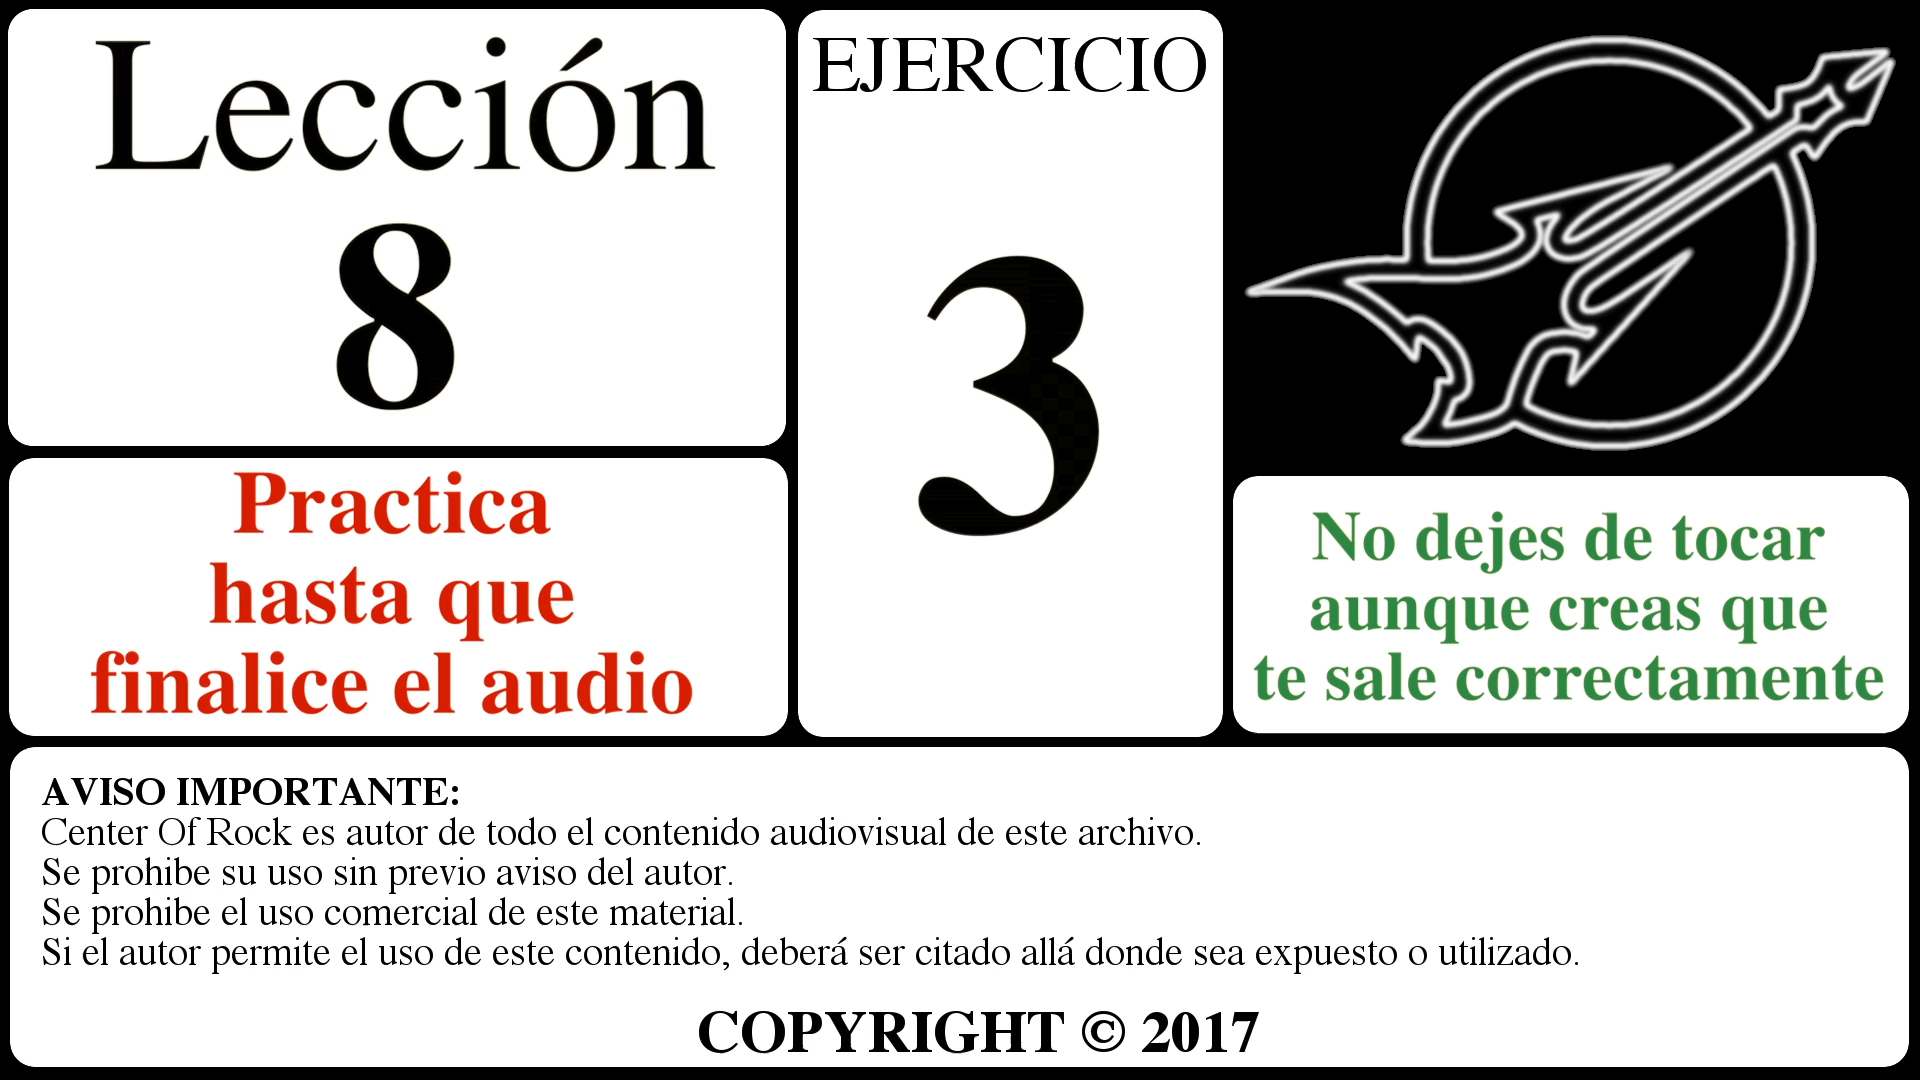 Lección
8
EJERCICIO
3
Practica
hasta que
finalice el audio
No dejes de tocar
aunque creas que
te sale correctamente
AVISO IMPORTANTE:
Center Of Rock es autor de todo el contenido audiovisual de este archivo.
Se prohibe su uso sin previo aviso del autor.
Se prohibe el uso comercial de este material.
Si el autor permite el uso de este contenido, deberá ser citado allá donde sea expuesto o utilizado.
COPYRIGHT © 2017